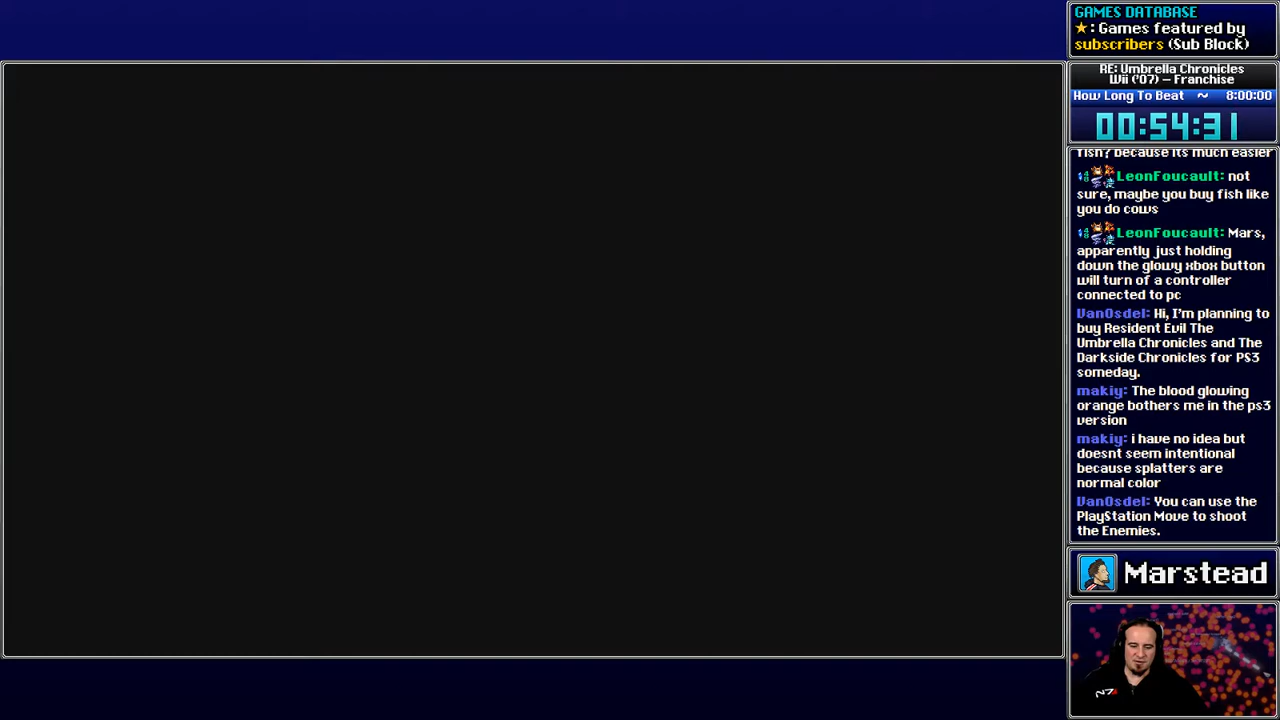 GAMES DATABASE
★: Games featured by
subscribers (Sub Block)
RE: Umbrella Chronicles
Wii ('07) – Franchise
How Long To Beat ~ 8:00:00
00:54:31
fish? because its much easier
LeonFoucault: not
sure, maybe you buy fish like
you do cows
LeonFoucault: Mars,
apparently just holding
down the glowy xbox button
will turn of a controller
connected to pc
VanOsdel: Hi, I'm planning to
buy Resident Evil The
Umbrella Chronicles and The
Darkside Chronicles for PS3
someday.
makiy: The blood glowing
orange bothers me in the ps3
version
makiy: i have no idea but
doesnt seem intentional
because splatters are
normal color
VanOsdel: You can use the
PlayStation Move to shoot
the Enemies.
Marstead
N7